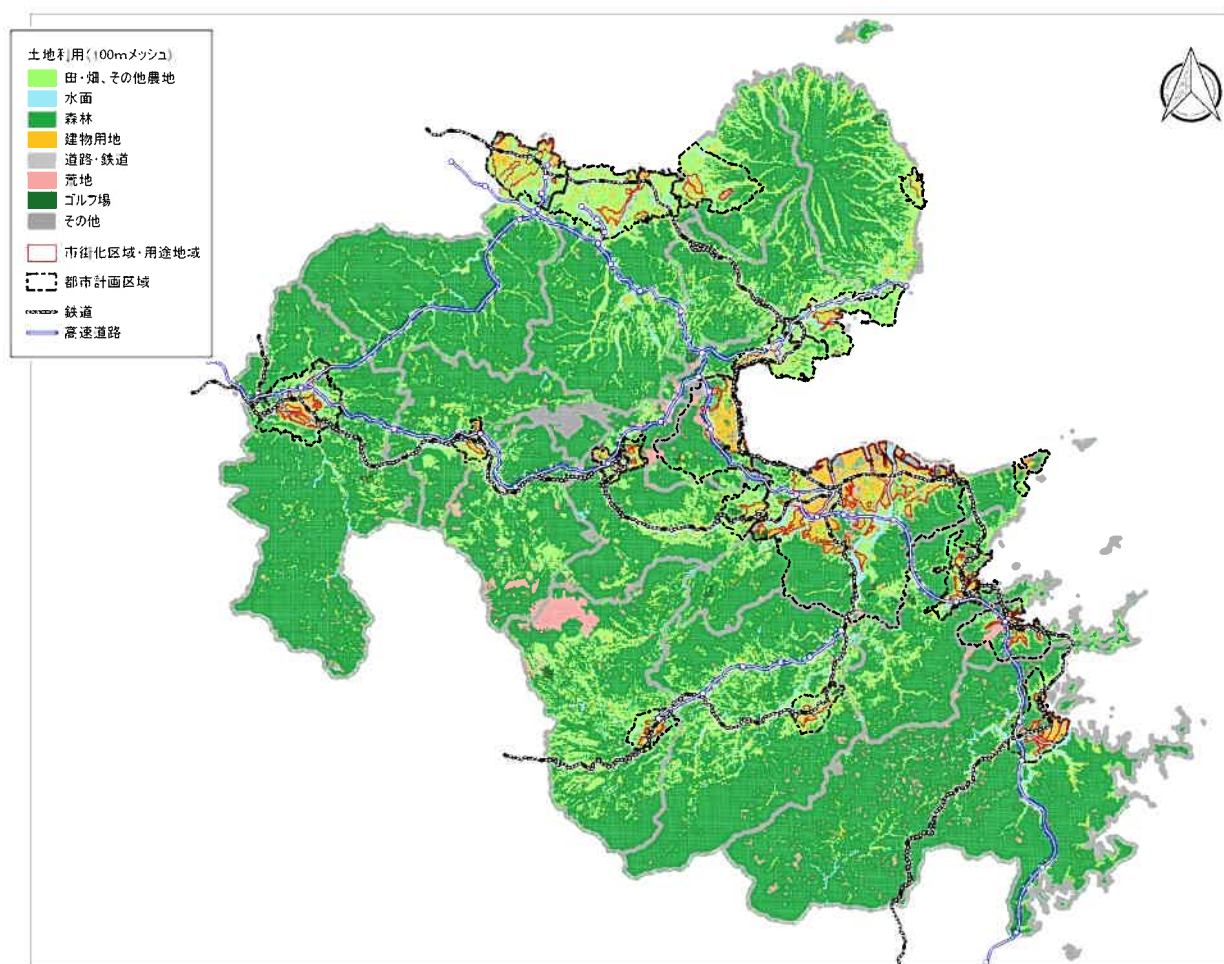 土地利用(100mメッシュ)
田・畑、その他農地
水面
森林
建物用地
道路・鉄道
荒地
ゴルフ場
その他
市街化区域・用途地域
都市計画区域
鉄道
高速道路